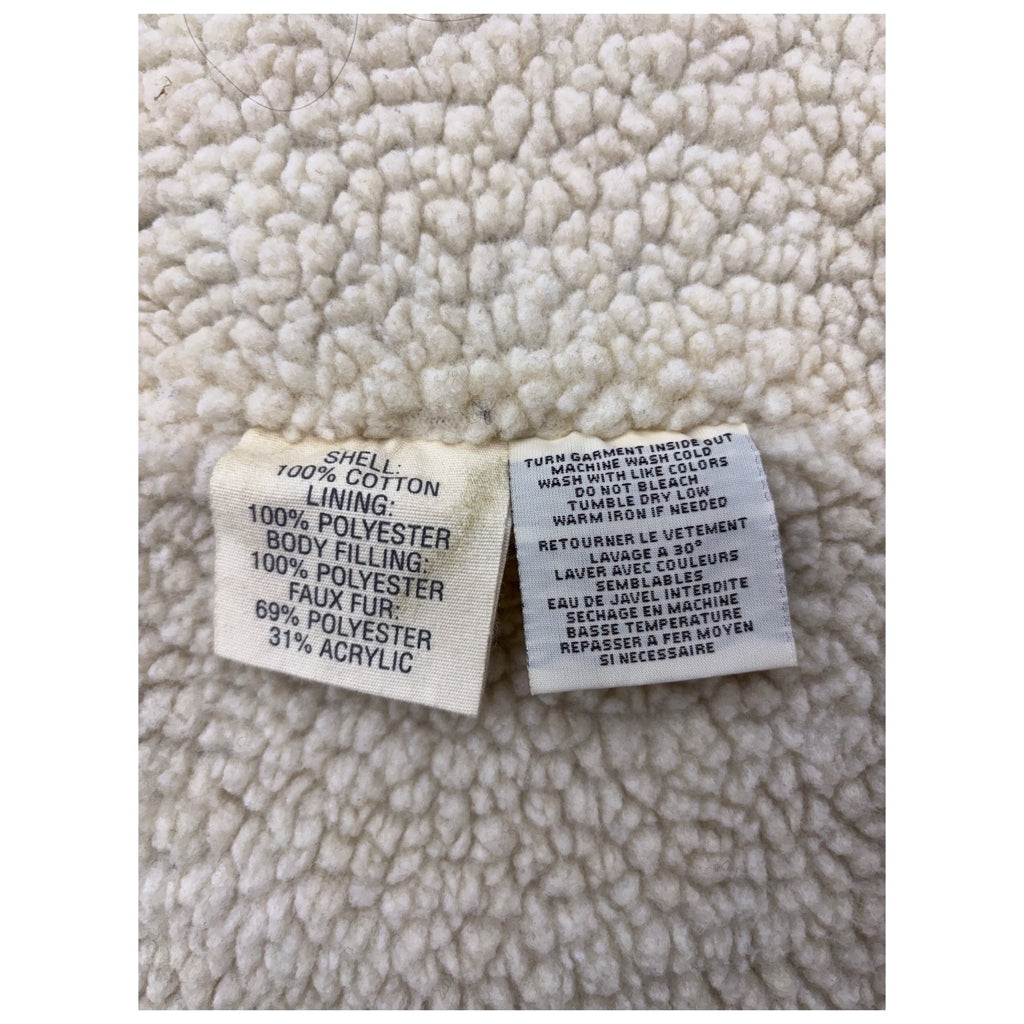 SHELL:
100% COTTON
LINING:
100% POLYESTER
BODY FILLING:
100% POLYESTER
FAUX FUR:
69% POLYESTER
31% ACRYLIC
TURN GARMENT INSIDE OUT
MACHINE WASH COLD
WASH WITH LIKE COLORS
DO NOT BLEACH
TUMBLE DRY LOW
WARM IRON IF NEEDED
RETOURNER LE VETEMENT
LAVAGE A 30°
LAVER AVEC COULEURS
SEMBLABLES
EAU DE JAVEL INTERDITE
SECHAGE EN MACHINE
BASSE TEMPERATURE
REPASSER A FER MOYEN
SI NECESSAIRE